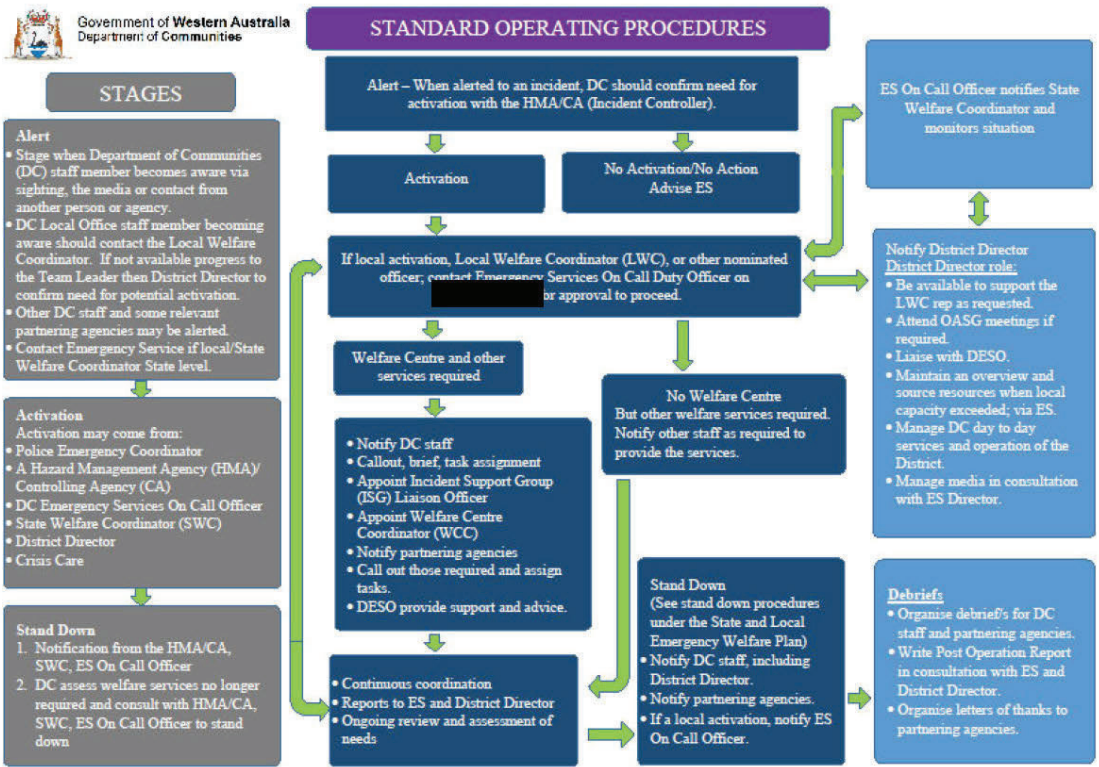 Government of Western Australia
Department of Communities
STANDARD OPERATING PROCEDURES
STAGES
Alert
• Stage when Department of Communities
(DC) staff member becomes aware via
sighting, the media or contact from
another person or agency.
• DC Local Office staff member becoming
aware should contact the Local Welfare
Coordinator. If not available progress to
the Team Leader then District Director to
confirm need for potential activation.
• Other DC staff and some relevant
partnering agencies may be alerted.
• Contact Emergency Service if local/State
Welfare Coordinator State level.
Activation
Activation may come from:
• Police Emergency Coordinator
• A Hazard Management Agency (HMA)/
Controlling Agency (CA)
• DC Emergency Services On Call Officer
• State Welfare Coordinator (SWC)
• District Director
• Crisis Care
Stand Down
1. Notification from the HMA/CA,
SWC, ES On Call Officer
2. DC assess welfare services no longer
required and consult with HMA/CA,
SWC, ES On Call Officer to stand
down
Alert – When alerted to an incident, DC should confirm need for
activation with the HMA/CA (Incident Controller).
Activation
No Activation/No Action
Advise ES
If local activation, Local Welfare Coordinator (LWC), or other nominated
officer; contact Emergency Services On Call Duty Officer on
or approval to proceed.
Welfare Centre and other
services required
No Welfare Centre
But other welfare services required.
Notify other staff as required to
provide the services.
• Notify DC staff
• Callout, brief, task assignment
• Appoint Incident Support Group
(ISG) Liaison Officer
• Appoint Welfare Centre
Coordinator (WCC)
• Notify partnering agencies
• Call out those required and assign
tasks.
• DESO provide support and advice.
• Continuous coordination
• Reports to ES and District Director
• Ongoing review and assessment of
needs
Stand Down
(See stand down procedures
under the State and Local
Emergency Welfare Plan)
• Notify DC staff, including
District Director.
• Notify partnering agencies.
• If a local activation, notify ES
On Call Officer.
ES On Call Officer notifies State
Welfare Coordinator and
monitors situation
Notify District Director
District Director role:
• Be available to support the
LWC rep as requested.
• Attend OASG meetings if
required.
• Liaise with DESO.
• Maintain an overview and
source resources when local
capacity exceeded; via ES.
• Manage DC day to day
services and operation of the
District.
• Manage media in consultation
with ES Director.
Debriefs
• Organise debrief/s for DC
staff and partnering agencies.
• Write Post Operation Report
in consultation with ES and
District Director.
• Organise letters of thanks to
partnering agencies.